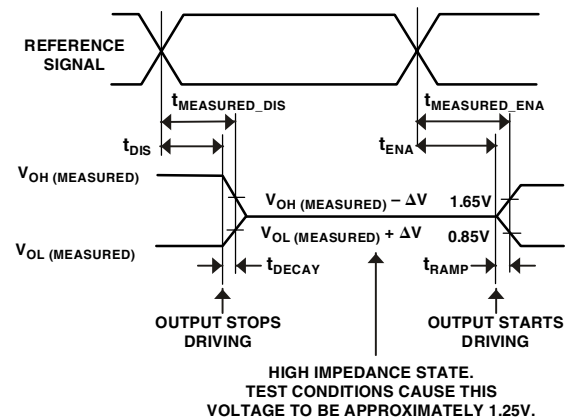 REFERENCE
SIGNAL
tMEASURED_DIS
tMEASURED_ENA
tDIS
tENA
VOH (MEASURED)
VOH (MEASURED) − ΔV
1.65V
VOL (MEASURED) + ΔV
0.85V
VOL (MEASURED)
tDECAY
tRAMP
OUTPUT STOPS
DRIVING
OUTPUT STARTS
DRIVING
HIGH IMPEDANCE STATE.
TEST CONDITIONS CAUSE THIS
VOLTAGE TO BE APPROXIMATELY 1.25V.